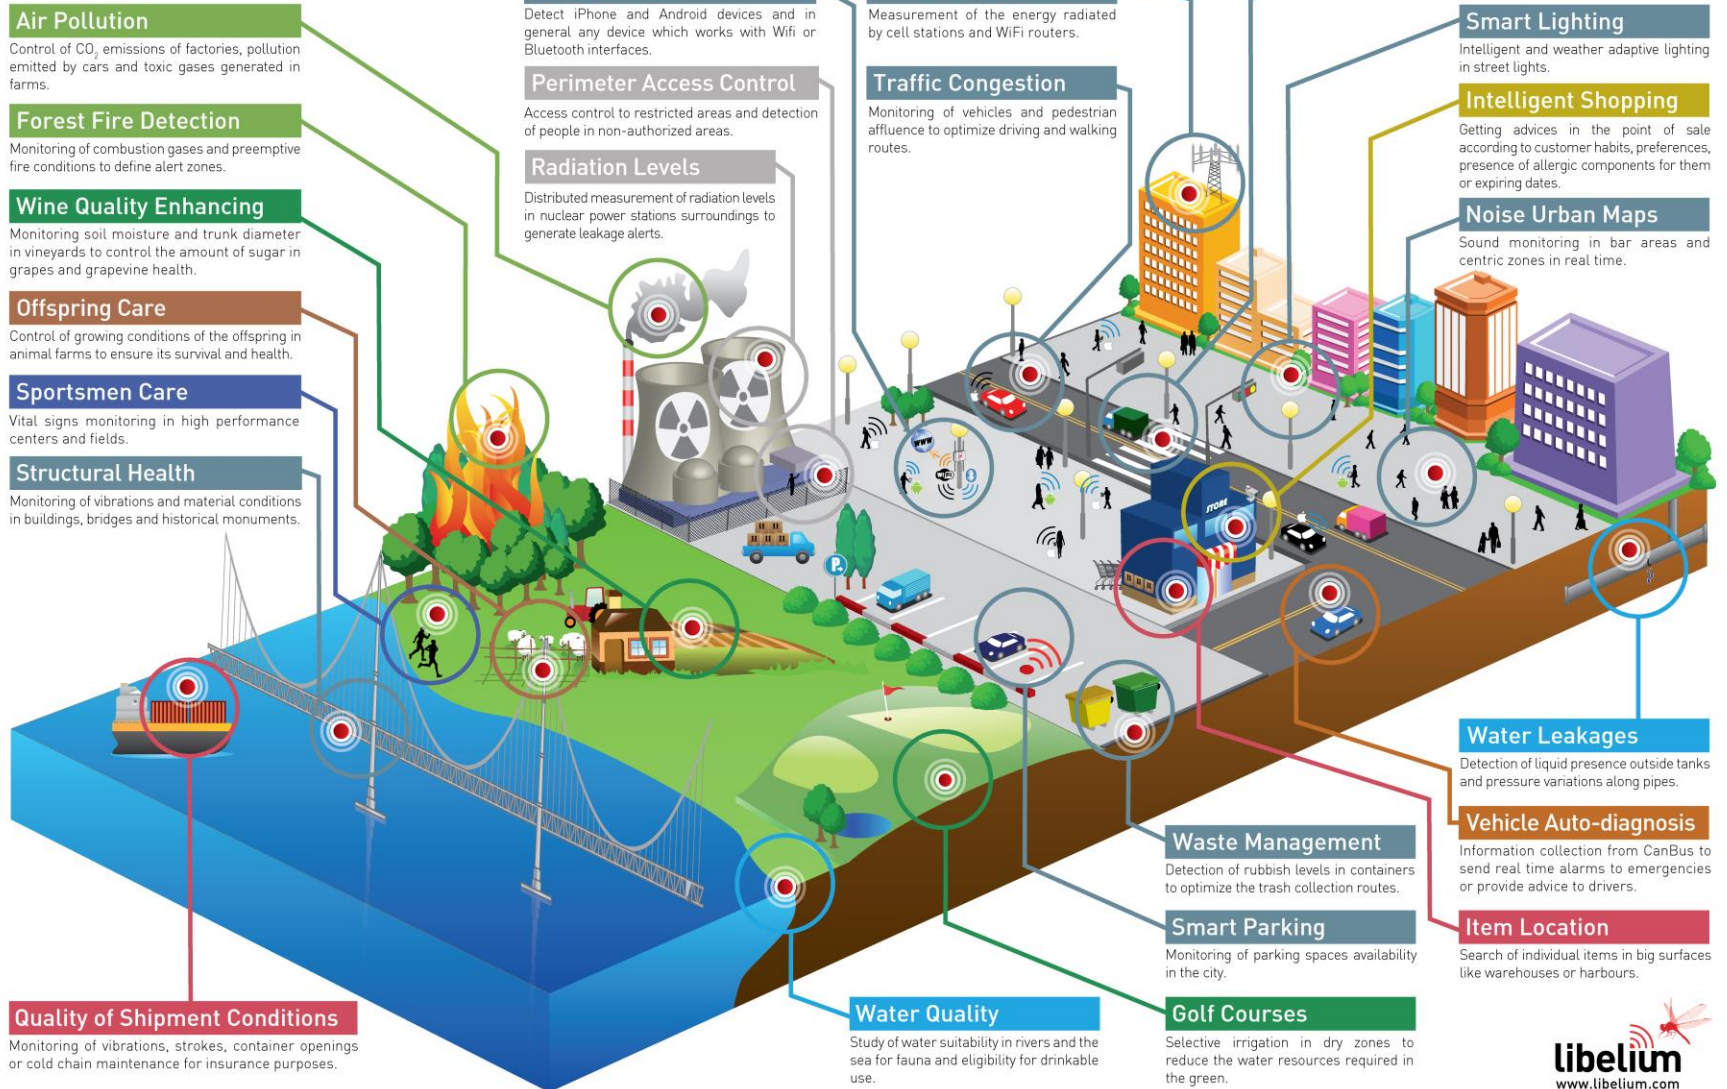 Air Pollution
Control of CO2 emissions of factories, pollution
emitted by cars and toxic gases generated in
farms.
Forest Fire Detection
Monitoring of combustion gases and preemptive
fire conditions to define alert zones.
Wine Quality Enhancing
Monitoring soil moisture and trunk diameter
in vineyards to control the amount of sugar in
grapes and grapevine health.
Offspring Care
Control of growing conditions of the offspring in
animal farms to ensure its survival and health.
Sportsmen Care
Vital signs monitoring in high performance
centers and fields.
Structural Health
Monitoring of vibrations and material conditions
in buildings, bridges and historical monuments.
Quality of Shipment Conditions
Monitoring of vibrations, strokes, container openings
or cold chain maintenance for insurance purposes.
Detect iPhone and Android devices and in
general any device which works with Wifi or
Bluetooth interfaces.
Perimeter Access Control
Access control to restricted areas and detection
of people in non-authorized areas.
Radiation Levels
Distributed measurement of radiation levels
in nuclear power stations surroundings to
generate leakage alerts.
Measurement of the energy radiated
by cell stations and WiFi routers.
Traffic Congestion
Monitoring of vehicles and pedestrian
affluence to optimize driving and walking
routes.
www
STORE
P
Smart Lighting
Intelligent and weather adaptive lighting
in street lights.
Intelligent Shopping
Getting advices in the point of sale
according to customer habits, preferences,
presence of allergic components for them
or expiring dates.
Noise Urban Maps
Sound monitoring in bar areas and
centric zones in real time.
Water Leakages
Detection of liquid presence outside tanks
and pressure variations along pipes.
Vehicle Auto-diagnosis
Information collection from CanBus to
send real time alarms to emergencies
or provide advice to drivers.
Item Location
Search of individual items in big surfaces
like warehouses or harbours.
Waste Management
Detection of rubbish levels in containers
to optimize the trash collection routes.
Smart Parking
Monitoring of parking spaces availability
in the city.
Golf Courses
Selective irrigation in dry zones to
reduce the water resources required in
the green.
Water Quality
Study of water suitability in rivers and the
sea for fauna and eligibility for drinkable
use.
libelium
www.libelium.com